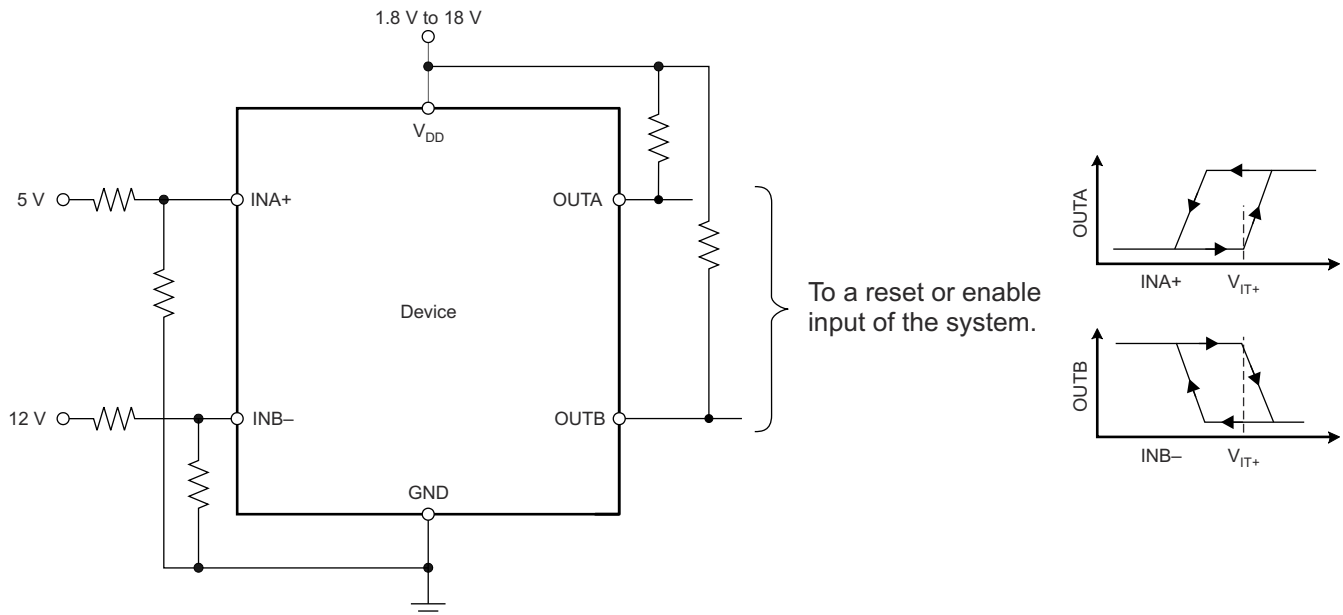 1.8 V to 18 V
V_DD
5 V
INA+
OUTA
Device
To a reset or enable
input of the system.
12 V
INB–
OUTB
GND
OUTA
INA+
V_IT+
OUTB
INB–
V_IT+